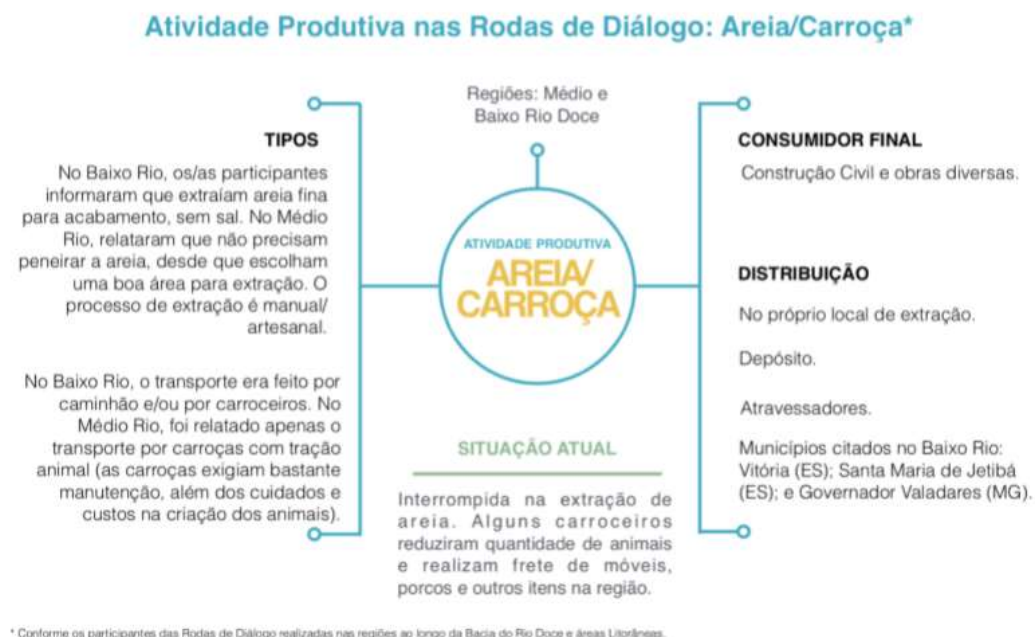 Atividade Produtiva nas Rodas de Diálogo: Areia/Carroça*
Regiões: Médio e
Baixo Rio Doce
TIPOS
No Baixo Rio, os/as participantes
informaram que extraíam areia fina
para acabamento, sem sal. No Médio
Rio, relataram que não precisam
peneirar a areia, desde que escolham
uma boa área para extração. O
processo de extração é manual/
artesanal.
No Baixo Rio, o transporte era feito por
caminhão e/ou por carroceiros. No
Médio Rio, foi relatado apenas o
transporte por carroças com tração
animal (as carroças exigiam bastante
manutenção, além dos cuidados e
custos na criação dos animais).
ATIVIDADE PRODUTIVA
AREIA/
CARROÇA
SITUAÇÃO ATUAL
Interrompida na extração de
areia. Alguns carroceiros
reduziram quantidade de animais
e realizam frete de móveis,
porcos e outros itens na região.
CONSUMIDOR FINAL
Construção Civil e obras diversas.
DISTRIBUIÇÃO
No próprio local de extração.
Depósito.
Atravessadores.
Municípios citados no Baixo Rio:
Vitória (ES); Santa Maria de Jetibá
(ES); e Governador Valadares (MG).
* Conforme os participantes das Rodas de Diálogo realizadas nas regiões ao longo da Bacia do Rio Doce e áreas Litorâneas.